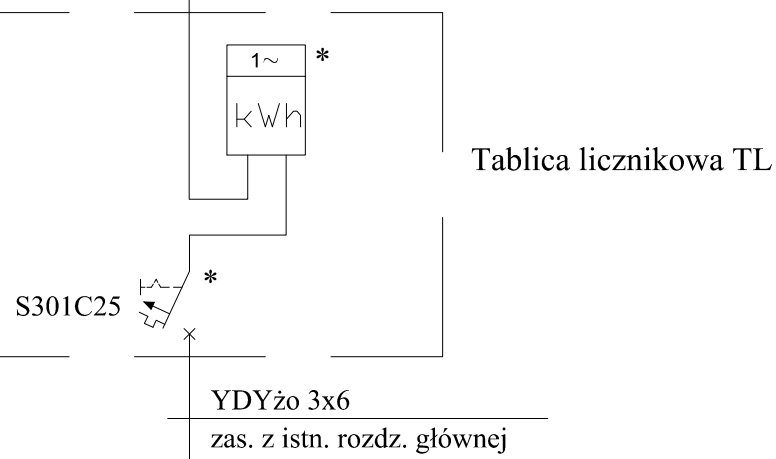 1~ *
kWh
Tablica licznikowa TL
*
S301C25
YDYżo 3x6
zas. z istn. rozdz. głównej